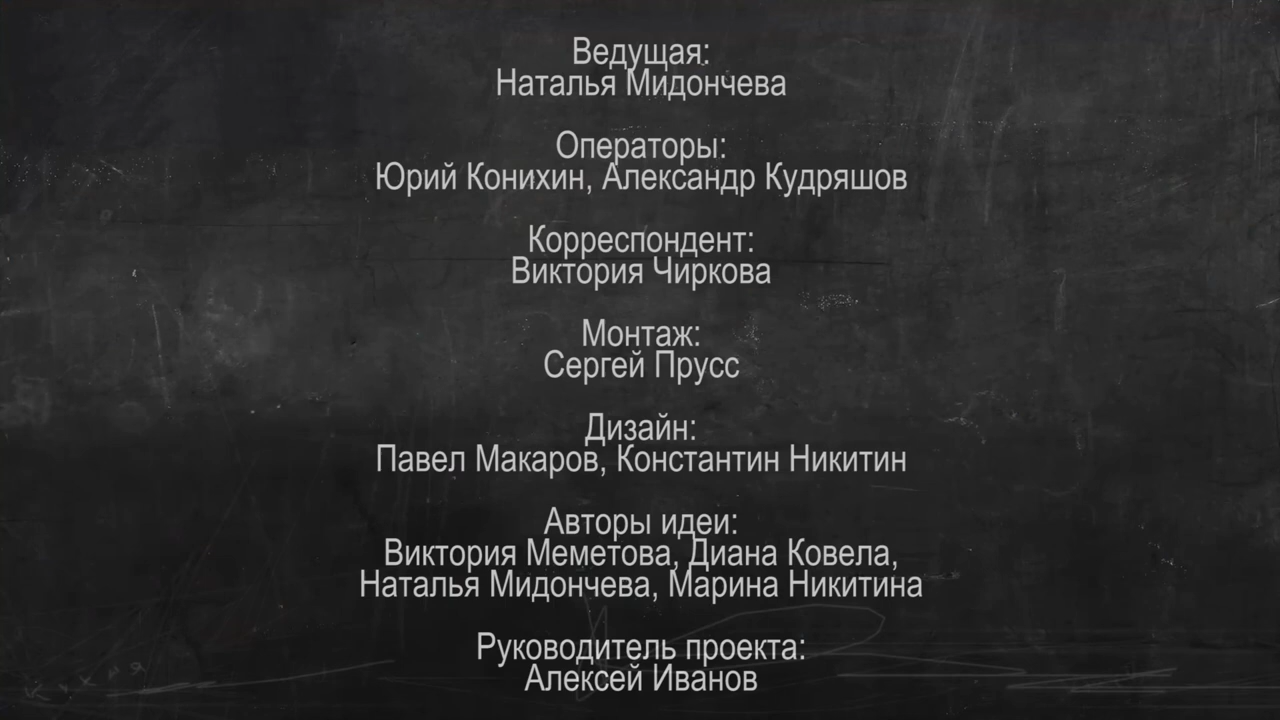 Ведущая:
Наталья Мидончева
Операторы:
Юрий Конихин, Александр Кудряшов
Корреспондент:
Виктория Чиркова
Монтаж:
Сергей Прусс
Дизайн:
Павел Макаров, Константин Никитин
Авторы идеи:
Виктория Меметова, Диана Ковела,
Наталья Мидончева, Марина Никитина
Руководитель проекта:
Алексей Иванов